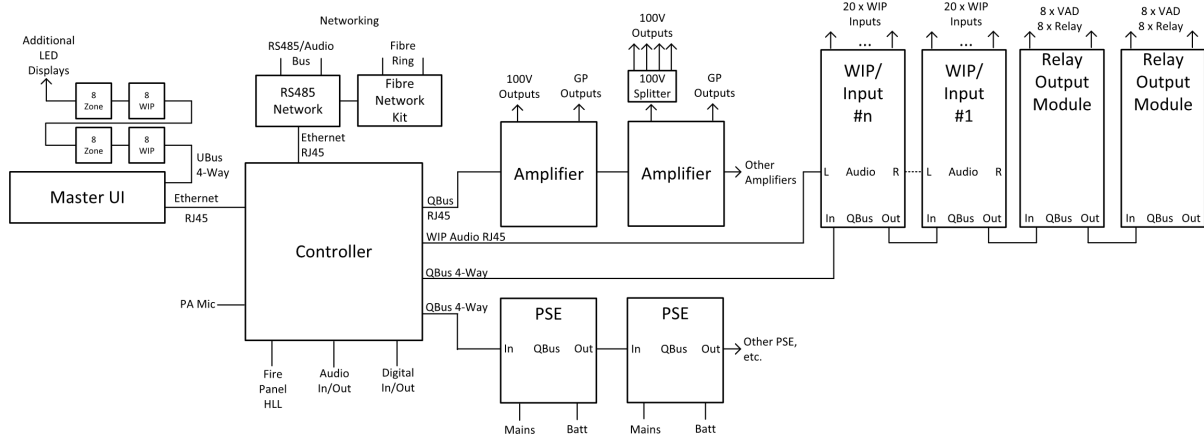 Networking
Additional
LED
Displays
8
Zone
8
WIP
8
Zone
8
WIP
UBus
4-Way
Master UI
Ethernet
RJ45
RS485/Audio
Bus
Fibre
Ring
RS485
Network
Fibre
Network
Kit
Ethernet
RJ45
Controller
PA Mic
Fire
Panel
HLL
Audio
In/Out
Digital
In/Out
QBus
RJ45
WIP Audio RJ45
QBus 4-Way
QBus 4-Way
100V
Outputs
GP
Outputs
Amplifier
100V
Outputs
100V
Splitter
GP
Outputs
Amplifier
Other
Amplifiers
PSE
In QBus Out
Mains Batt
PSE
In QBus Out
Mains Batt
Other PSE,
etc.
20 x WIP
Inputs
...
WIP/
Input
#n
L Audio R
In QBus Out
20 x WIP
Inputs
...
WIP/
Input
#1
L Audio R
In QBus Out
8 x VAD
8 x Relay
Relay
Output
Module
In QBus Out
8 x VAD
8 x Relay
Relay
Output
Module
In QBus Out